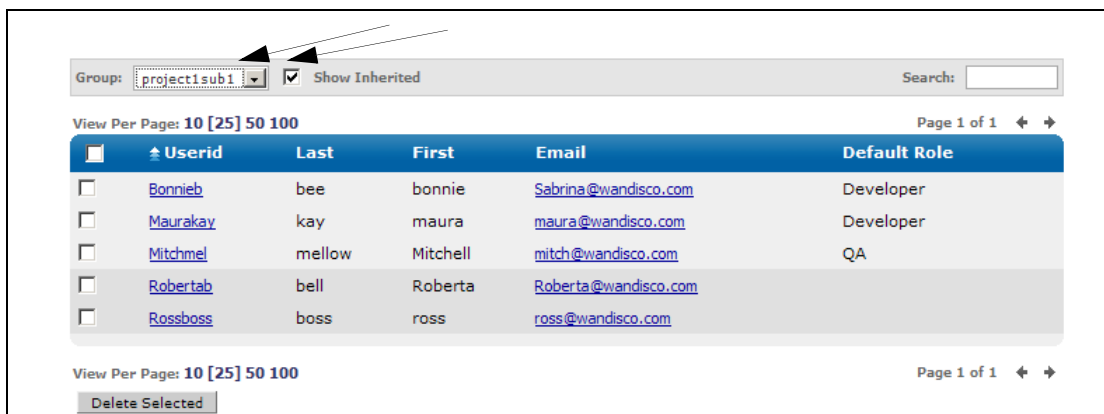 Group: project1sub1 Show Inherited Search:
View Per Page: 10 [25] 50 100 Page 1 of 1
Userid Last First Email Default Role
Bonnieb bee bonnie Sabrina@wandisco.com Developer
Maurakay kay maura maura@wandisco.com Developer
Mitchmel mellow Mitchell mitch@wandisco.com QA
Robertab bell Roberta Roberta@wandisco.com
Rossboss boss ross ross@wandisco.com
View Per Page: 10 [25] 50 100 Page 1 of 1
Delete Selected